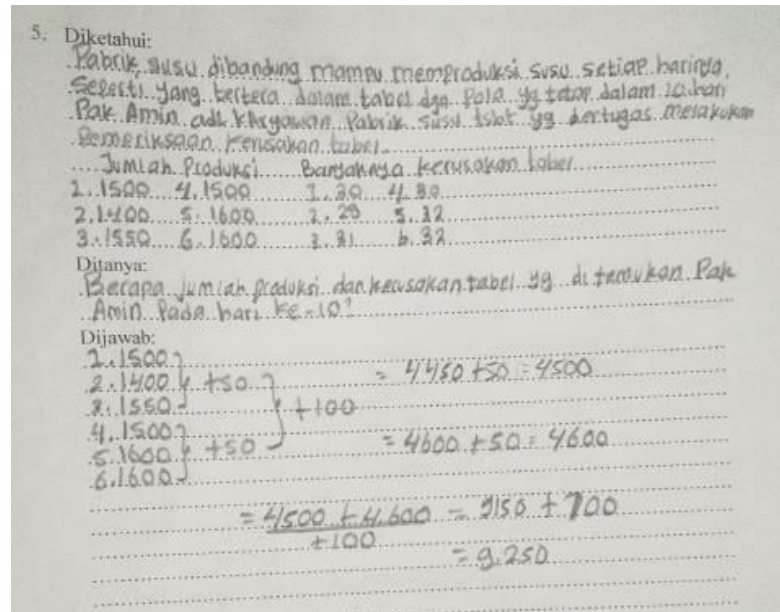 5. Diketahui:
Pabrik susu dibandung mampu memproduksi susu setiap harinya.
Seperti yang tertera dalam tabel dgn pola yg tetap dalam 10 hari
Pak Amin adl karyawan Pabrik susu tsbt yg bertugas melakukan
Pemeriksaan kerusakan tabel.
Jumlah Produksi Banyaknya kerusakan tabel
1. 1500 4. 1500 1. 30 4. 30
2. 1400 5. 1600 2. 29 5. 32
3. 1550 6. 1600 3. 31 6. 32
Ditanya:
Berapa jumlah produksi dan kerusakan tabel yg di temukan Pak
Amin Pada hari ke-10?
Dijawab:
1. 1500
2. 1400 +50 = 4450 +50 = 4500
3. 1550 +100
4. 1500
5. 1600 +50 = 4600 + 50 = 4600
6. 1600
= 4500 + 4.600 = 9150 + 100
+100
= 9.250